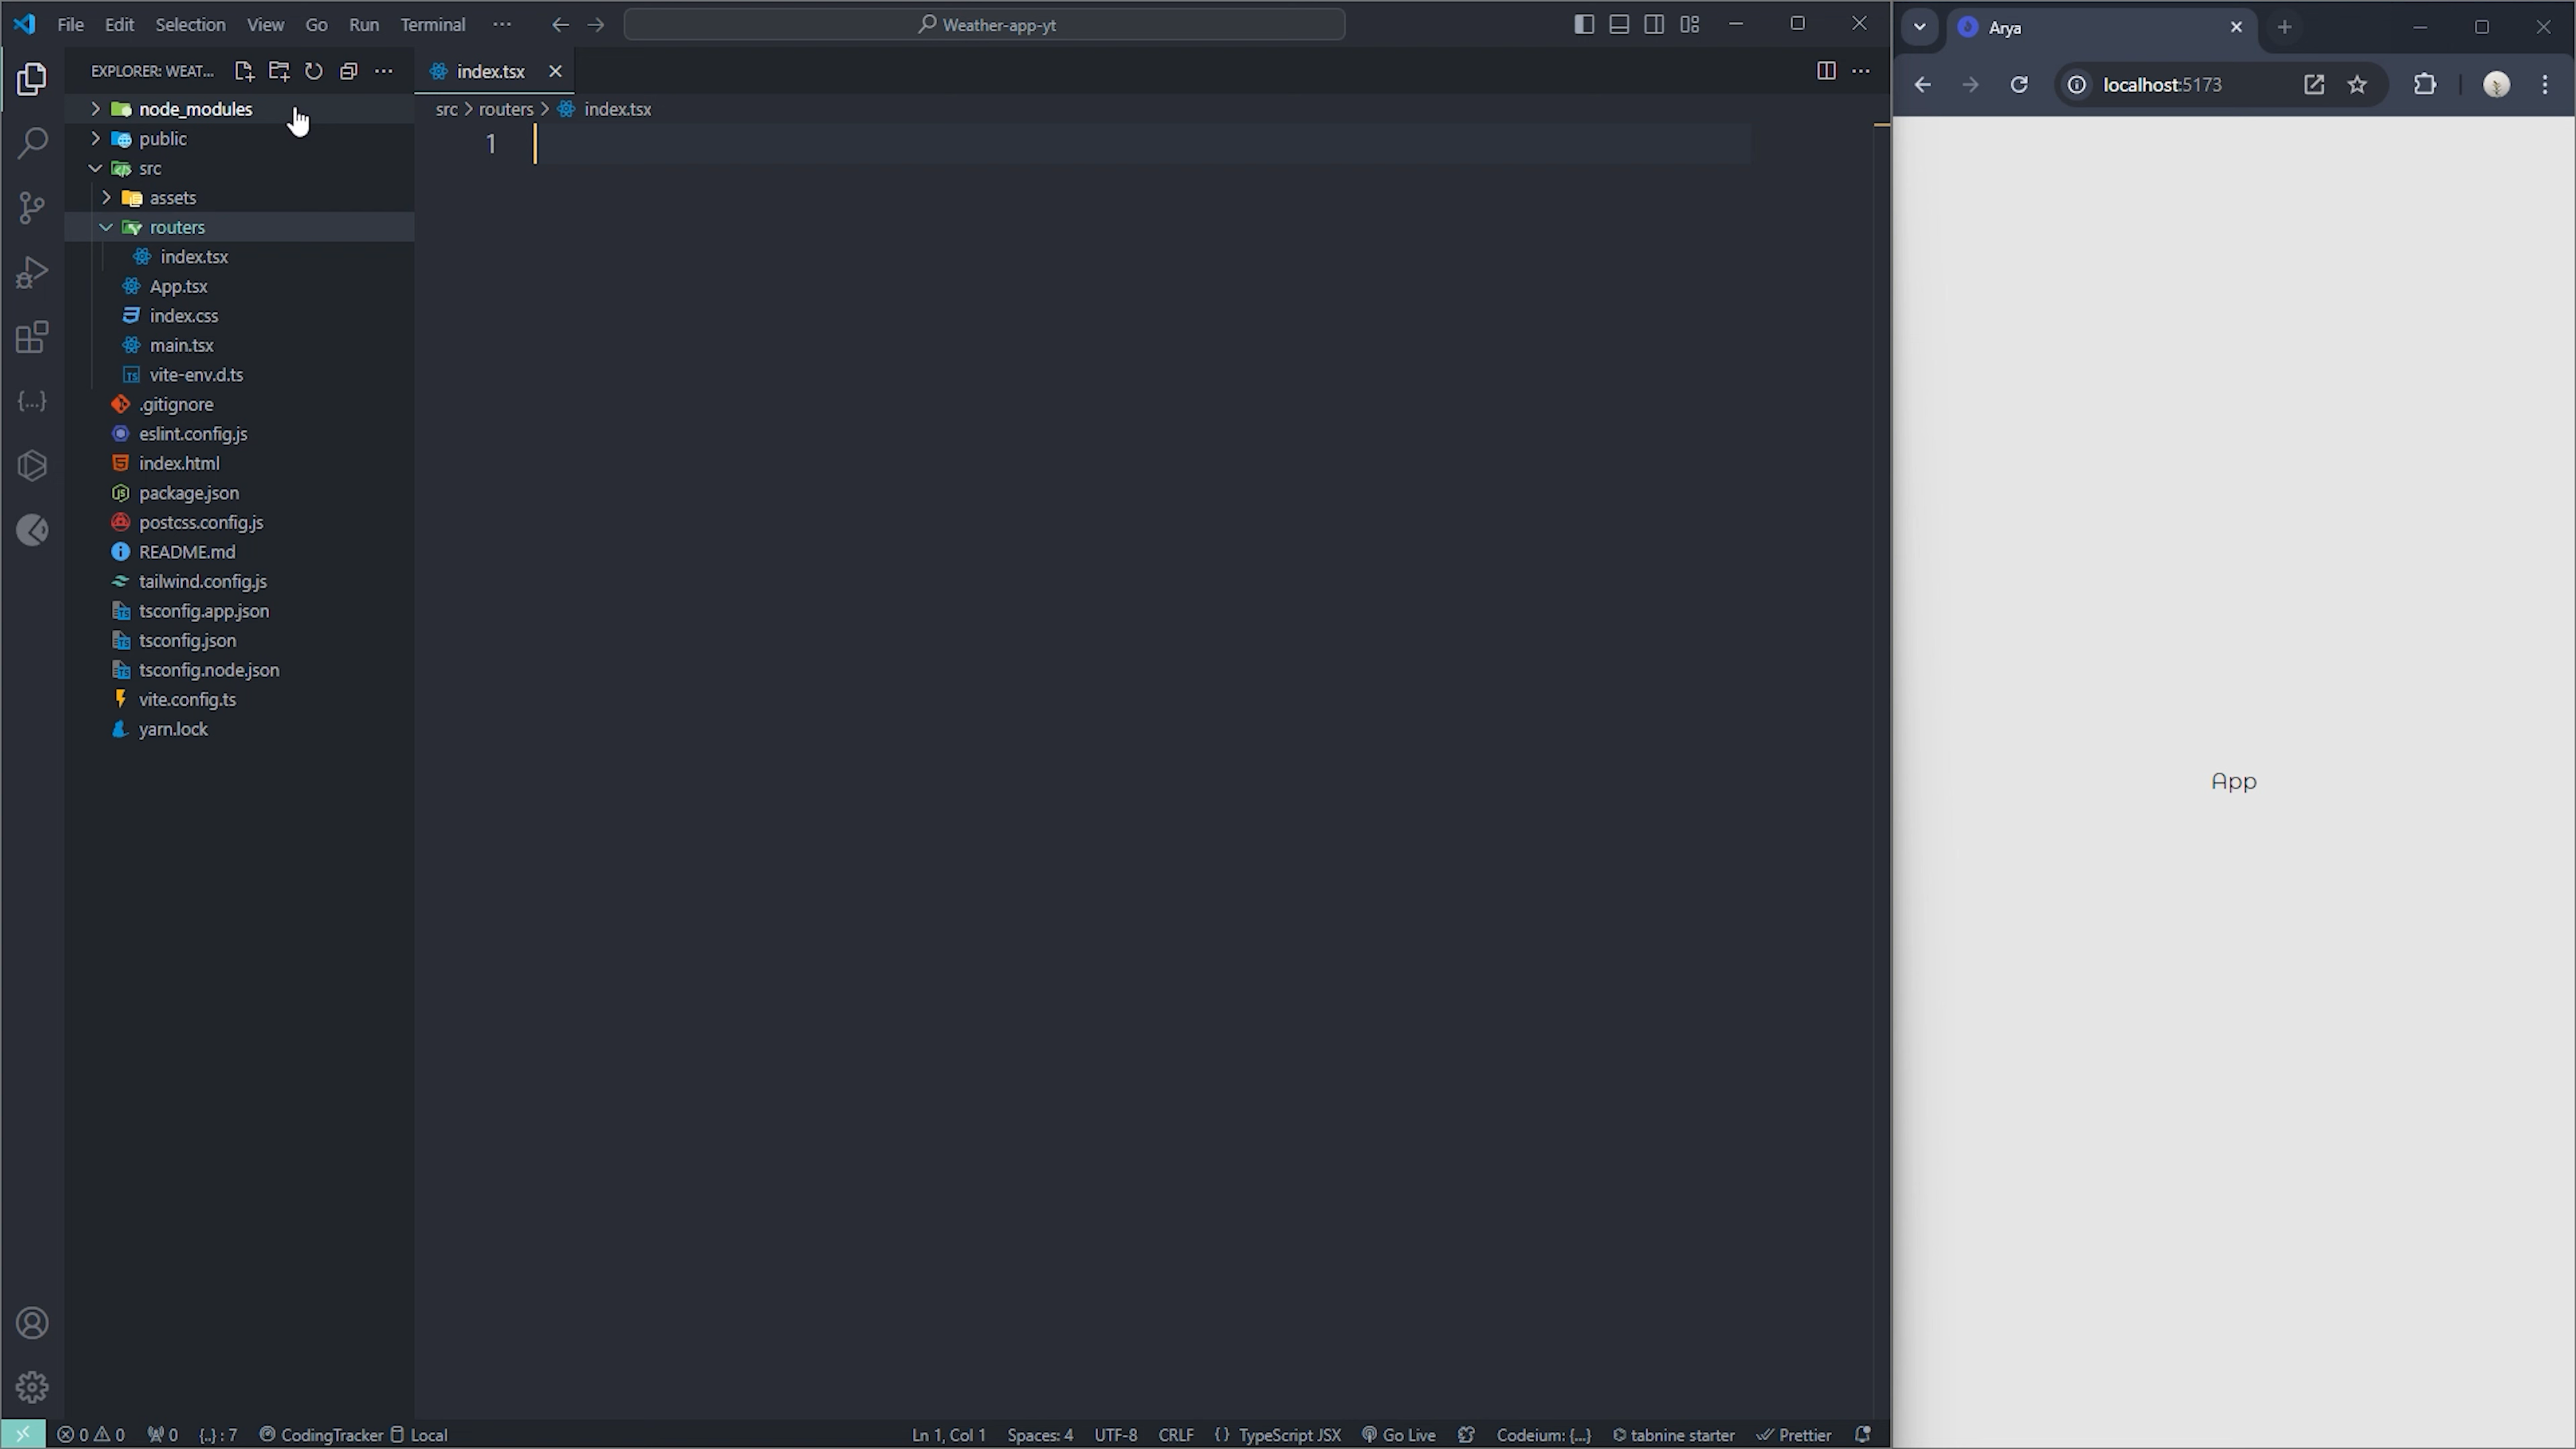 File Edit Selection View Go Run Terminal ··· Weather-app-yt
EXPLORER: WEAT...
node_modules
public
src
assets
routers
index.tsx
App.tsx
index.css
main.tsx
vite-env.d.ts
.gitignore
eslint.config.js
index.html
package.json
postcss.config.js
README.md
tailwind.config.js
tsconfig.app.json
tsconfig.json
tsconfig.node.json
vite.config.ts
yarn.lock
index.tsx
src > routers > index.tsx
1
0 0 0 {..} : 7 CodingTracker Local Ln 1, Col 1 Spaces: 4 UTF-8 CRLF {} TypeScript JSX Go Live Codeium: {...} tabnine starter Prettier
Arya
localhost:5173
App